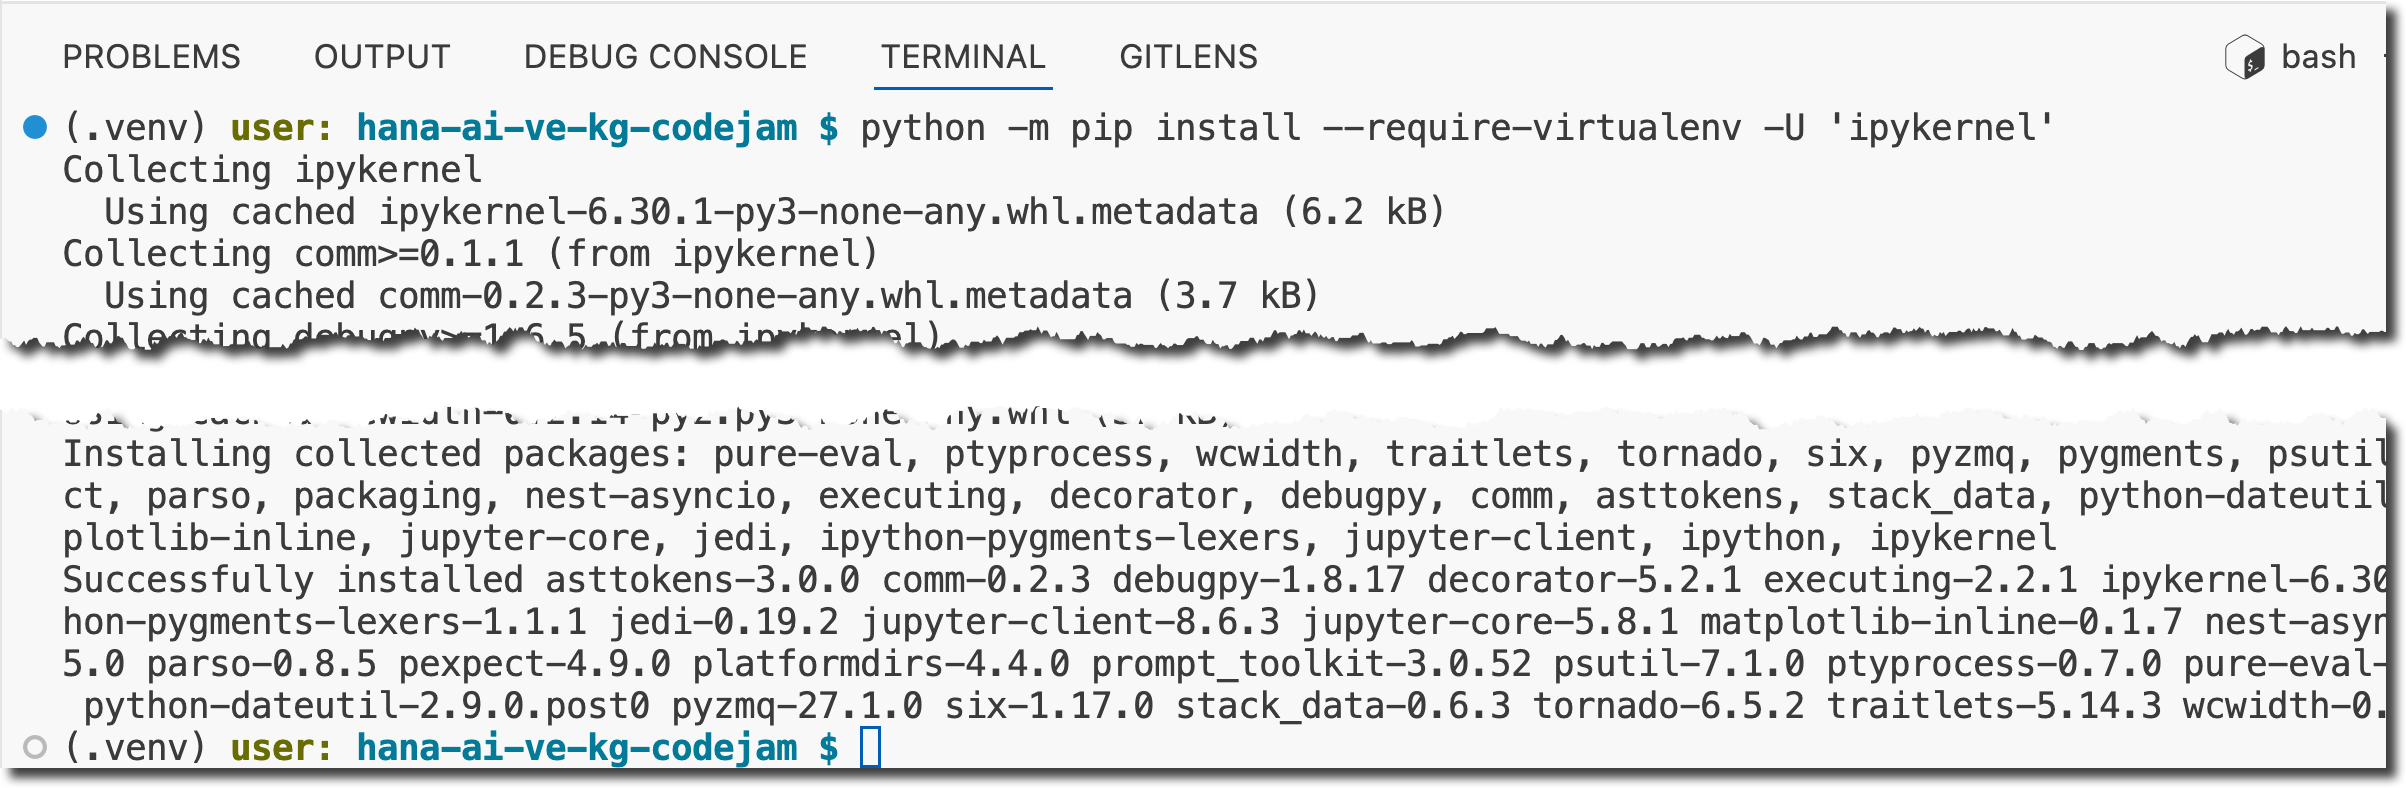 PROBLEMS OUTPUT DEBUG CONSOLE TERMINAL GITLENS bash
(.venv) user: hana-ai-ve-kg-codejam $ python -m pip install --require-virtualenv -U 'ipykernel'
Collecting ipykernel
  Using cached ipykernel-6.30.1-py3-none-any.whl.metadata (6.2 kB)
Collecting comm>=0.1.1 (from ipykernel)
  Using cached comm-0.2.3-py3-none-any.whl.metadata (3.7 kB)
Collecting debugpy>=1.6.5 (from ipykernel)
Installing collected packages: pure-eval, ptyprocess, wcwidth, traitlets, tornado, six, pyzmq, pygments, psutil
ct, parso, packaging, nest-asyncio, executing, decorator, debugpy, comm, asttokens, stack_data, python-dateutil
plotlib-inline, jupyter-core, jedi, ipython-pygments-lexers, jupyter-client, ipython, ipykernel
Successfully installed asttokens-3.0.0 comm-0.2.3 debugpy-1.8.17 decorator-5.2.1 executing-2.2.1 ipykernel-6.30
hon-pygments-lexers-1.1.1 jedi-0.19.2 jupyter-client-8.6.3 jupyter-core-5.8.1 matplotlib-inline-0.1.7 nest-asyn
5.0 parso-0.8.5 pexpect-4.9.0 platformdirs-4.4.0 prompt_toolkit-3.0.52 psutil-7.1.0 ptyprocess-0.7.0 pure-eval-
 python-dateutil-2.9.0.post0 pyzmq-27.1.0 six-1.17.0 stack_data-0.6.3 tornado-6.5.2 traitlets-5.14.3 wcwidth-0.
(.venv) user: hana-ai-ve-kg-codejam $